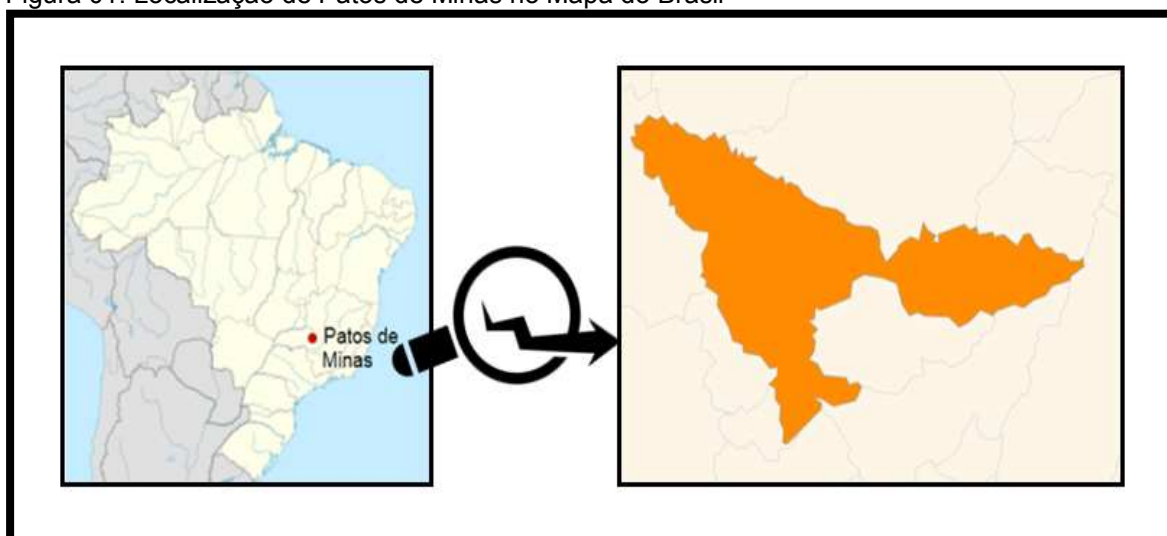 Figura 01: Localização de Patos de Minas no Mapa do Brasil
Patos de
Minas